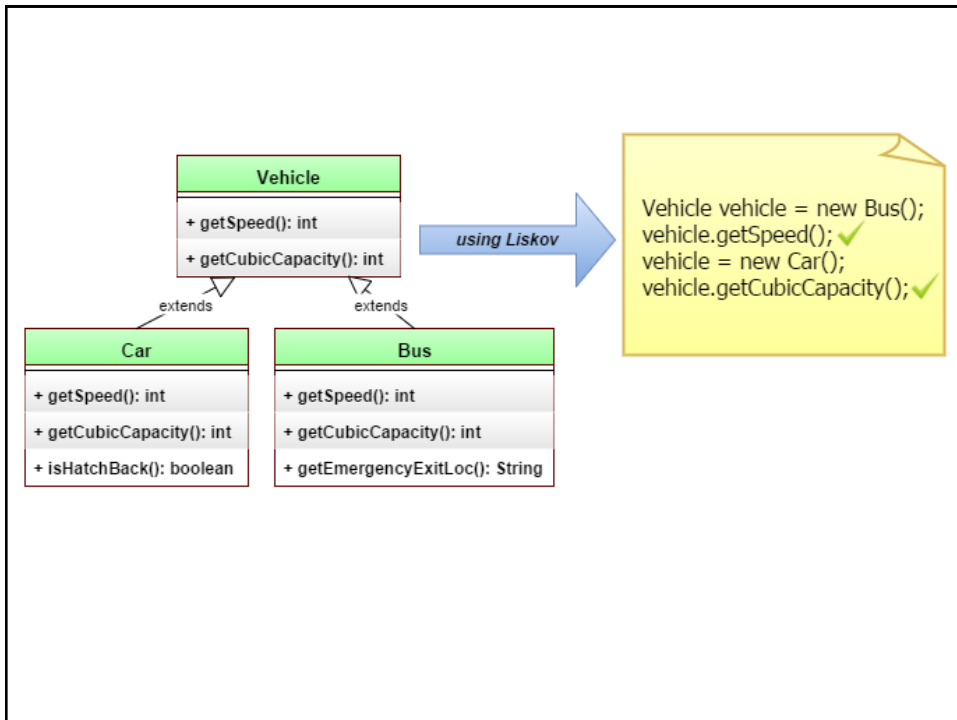 Vehicle
+ getSpeed(): int
+ getCubicCapacity(): int
extends
extends
Car
+ getSpeed(): int
+ getCubicCapacity(): int
+ isHatchBack(): boolean
Bus
+ getSpeed(): int
+ getCubicCapacity(): int
+ getEmergencyExitLoc(): String
using Liskov
Vehicle vehicle = new Bus();
vehicle.getSpeed();
vehicle = new Car();
vehicle.getCubicCapacity();